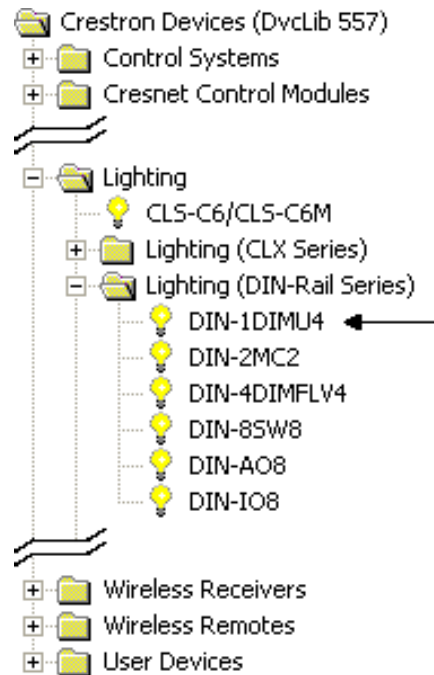 Crestron Devices (DvcLib 557)
Control Systems
Cresnet Control Modules
Lighting
CLS-C6/CLS-C6M
Lighting (CLX Series)
Lighting (DIN-Rail Series)
DIN-1DIMU4
DIN-2MC2
DIN-4DIMFLV4
DIN-8SW8
DIN-AO8
DIN-IO8
Wireless Receivers
Wireless Remotes
User Devices